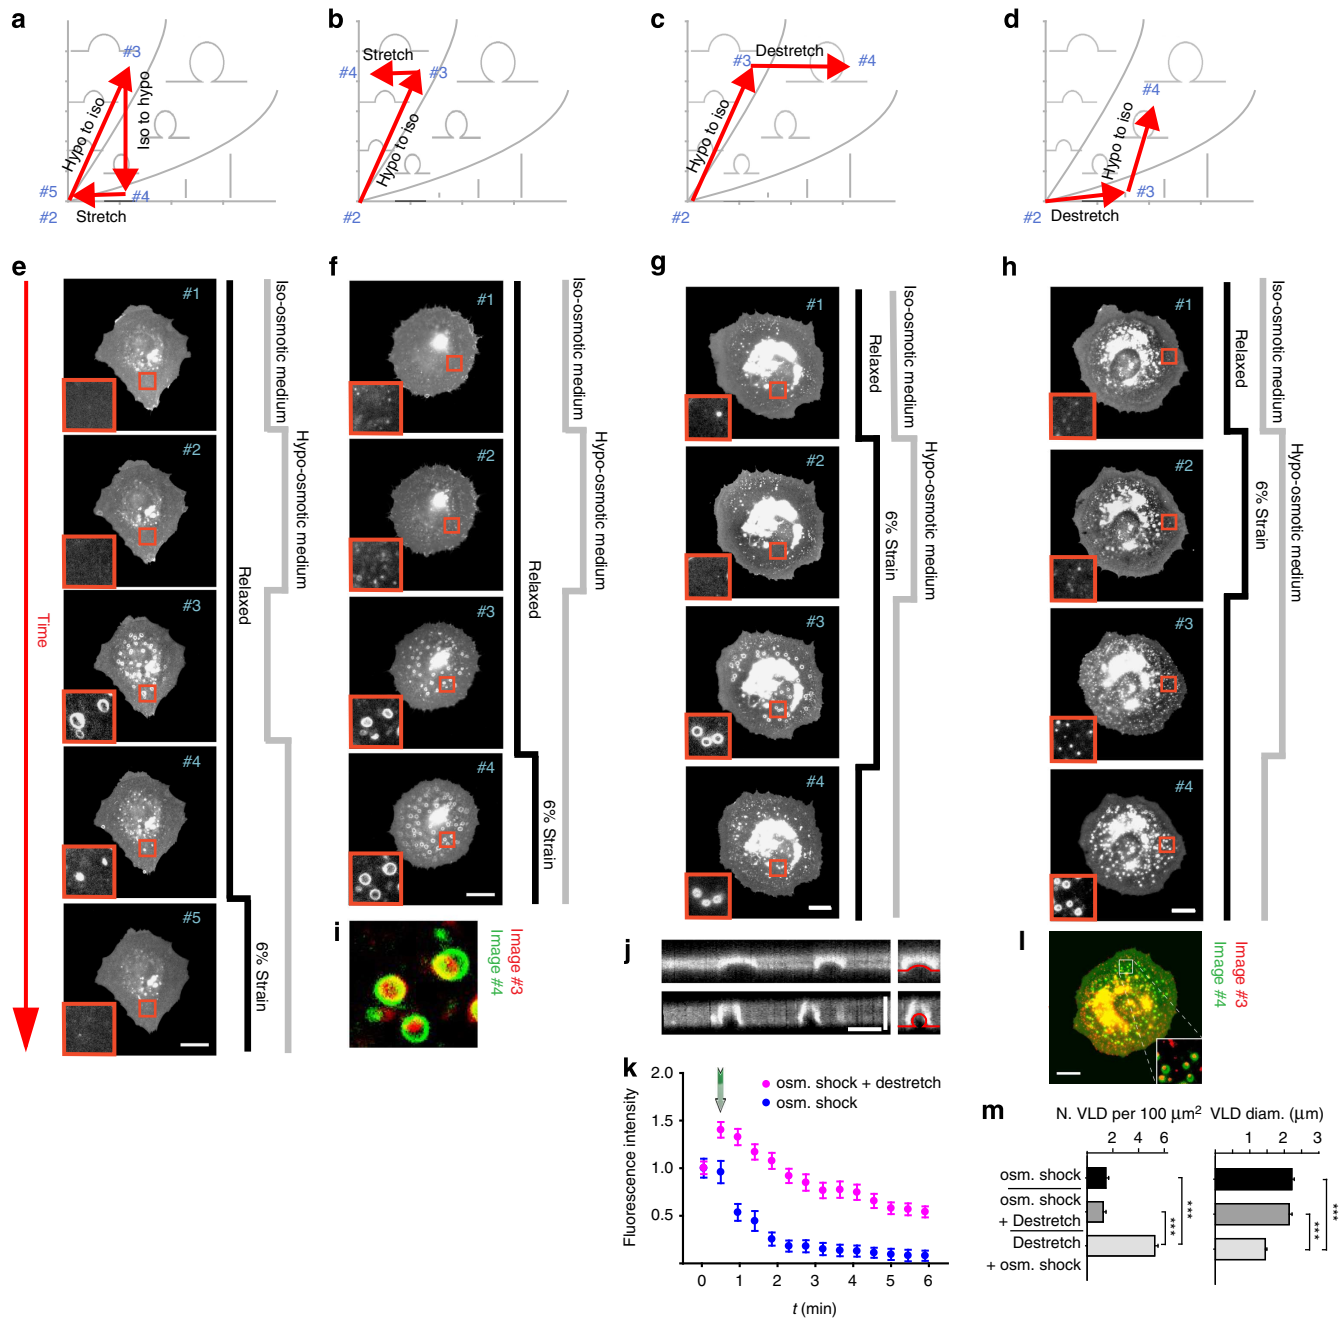 a
#3
Hypo to iso
Iso to hypo
#5
#4
#2
Stretch
b
Stretch
#4
#3
Hypo to iso
#2
c
Destretch
#3
#4
Hypo to iso
#2
d
#4
Hypo to iso
#3
#2
Destretch
e
Time
#1
#2
#3
#4
#5
Relaxed
6% Strain
Iso-osmotic medium
Hypo-osmotic medium
f
#1
#2
#3
#4
Relaxed
6% Strain
Iso-osmotic medium
Hypo-osmotic medium
g
#1
#2
#3
#4
Relaxed
6% Strain
Iso-osmotic medium
Hypo-osmotic medium
h
#1
#2
#3
#4
Relaxed
6% Strain
Iso-osmotic medium
Hypo-osmotic medium
i
Image #3
Image #4
j
k
Fluorescence intensity
2.0
1.5
1.0
0.5
osm. shock + destretch
osm. shock
0 1 2 3 4 5 6
t (min)
l
Image #3
Image #4
m
N. VLD per 100 µm2
VLD diam. (µm)
2 4 6
1 2 3
osm. shock
osm. shock
+ Destretch
Destretch
+ osm. shock
***
***
***
***